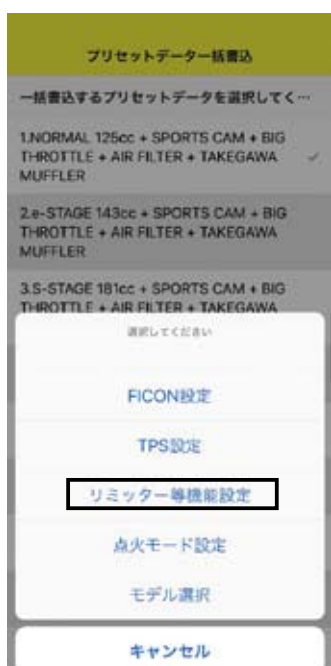 プリセットデータ一括書込
一括書込するプリセットデータを選択してく…
1.NORMAL 125cc + SPORTS CAM + BIG
THROTTLE + AIR FILTER + TAKEGAWA
MUFFLER
2.e-STAGE 143cc + SPORTS CAM + BIG
THROTTLE + AIR FILTER + TAKEGAWA
MUFFLER
3.S-STAGE 181cc + SPORTS CAM + BIG
THROTTLE + AIR FILTER + TAKEGAWA
選択してください
FICON設定
TPS設定
リミッター等機能設定
点火モード設定
モデル選択
キャンセル